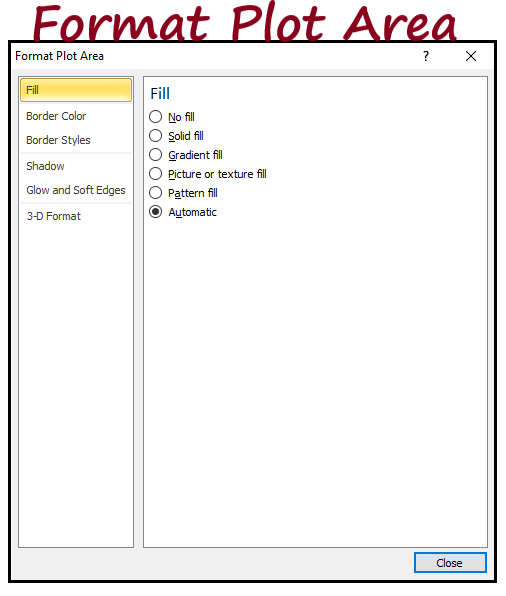 Format Plot Area
Format Plot Area ?
Fill
Border Color
Border Styles
Shadow
Glow and Soft Edges
3-D Format
Fill
No fill
Solid fill
Gradient fill
Picture or texture fill
Pattern fill
Automatic
Close